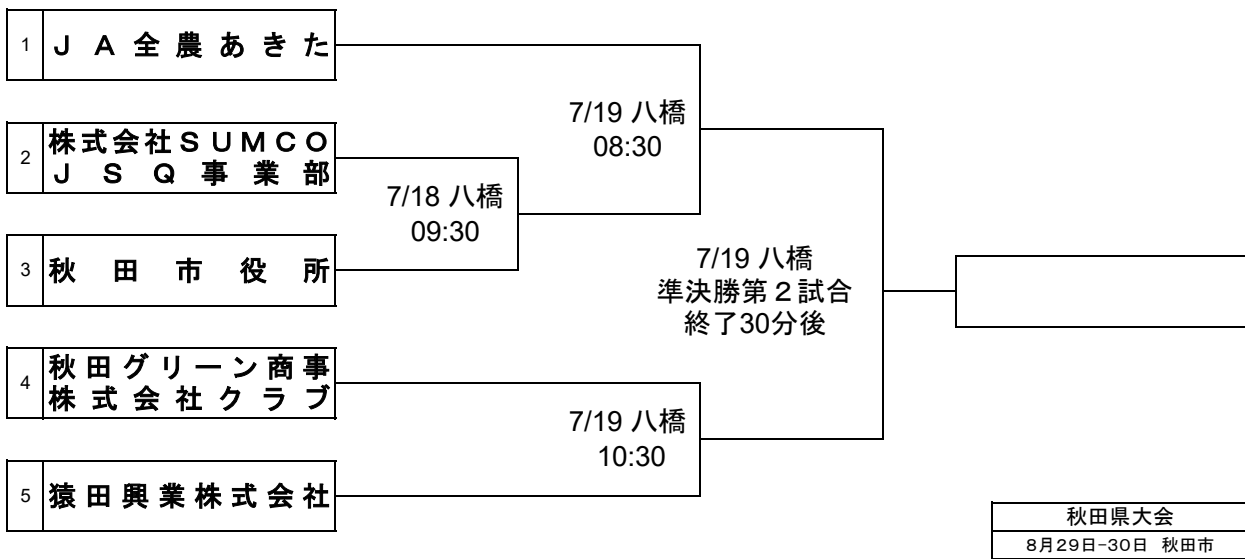 1 ＪＡ全農あきた
7/19 八橋
08:30
2 株式会社ＳＵＭＣＯ
ＪＳＱ事業部
7/18 八橋
09:30
3 秋田市役所
7/19 八橋
準決勝第２試合
終了30分後
4 秋田グリーン商事
株式会社クラブ
7/19 八橋
10:30
5 猿田興業株式会社
秋田県大会
8月29日-30日 秋田市